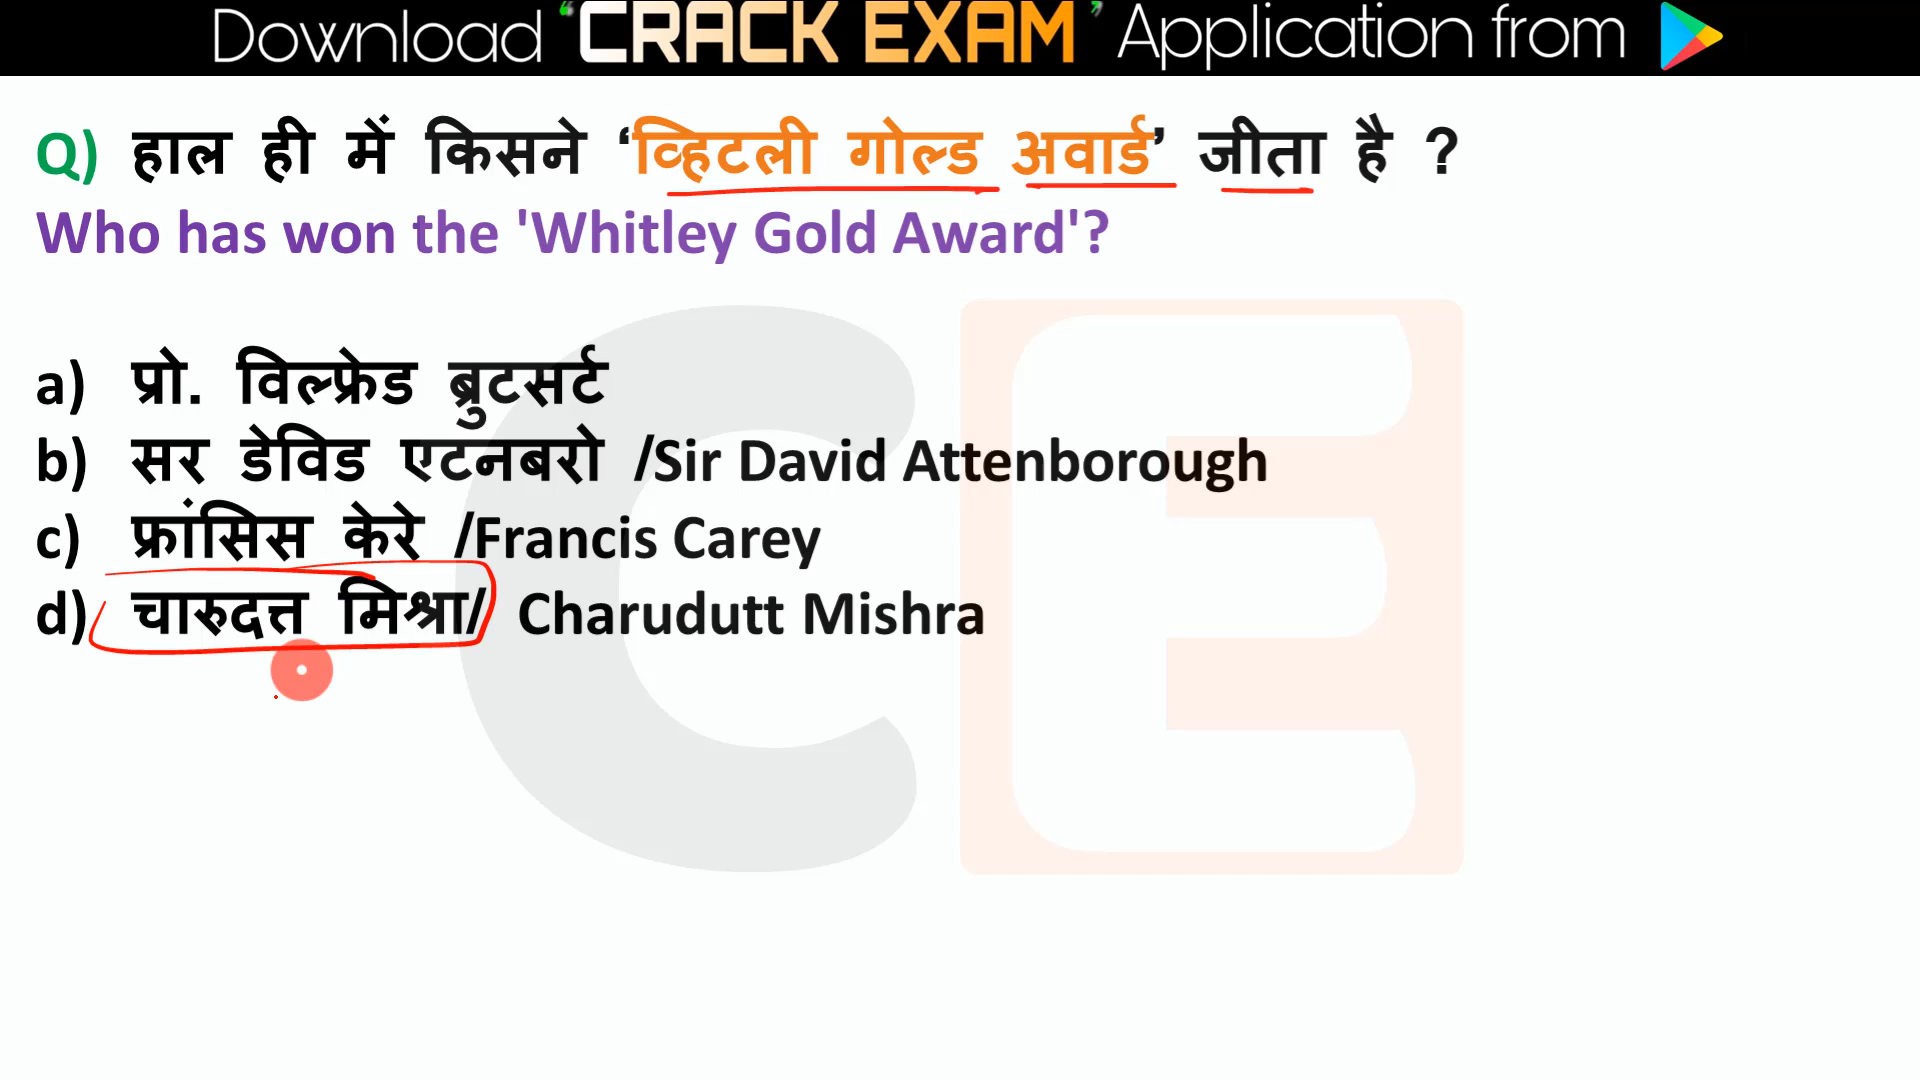 Download ‘CRACK EXAM’ Application from
Q) हाल ही में किसने ‘व्हिटली गोल्ड अवार्ड’ जीता है ?
Who has won the 'Whitley Gold Award'?
a) प्रो. विल्फ्रेड ब्रुटसर्ट
b) सर डेविड एटनबरो /Sir David Attenborough
c) फ्रांसिस केरे /Francis Carey
d) चारुदत्त मिश्रा/ Charudutt Mishra
CE